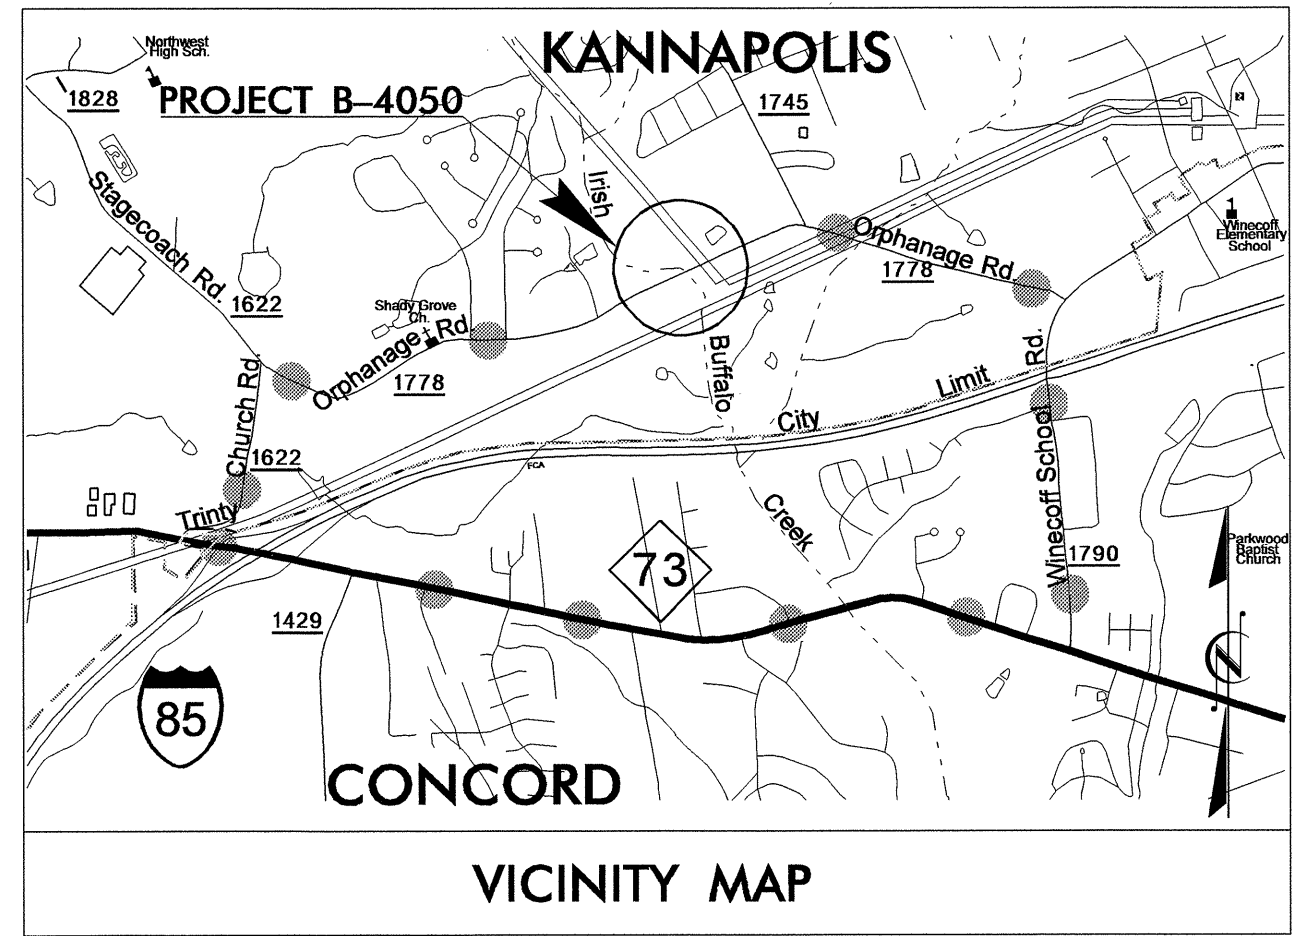 KANNAPOLIS
Northwest
High Sch.
1828
PROJECT B-4050
1745
Irish
Stagecoach Rd.
1622
Shady Grove
Ch.
Orphanage Rd.
1778
Orphanage Rd.
1778
1
Winecoff
Elementary
School
Buffalo
Church Rd.
1622
Trinty
FCA
City Limit
Winecoff School Rd.
1790
Creek
73
Parkwood
Baptist
Church
1429
85
N
CONCORD
VICINITY MAP